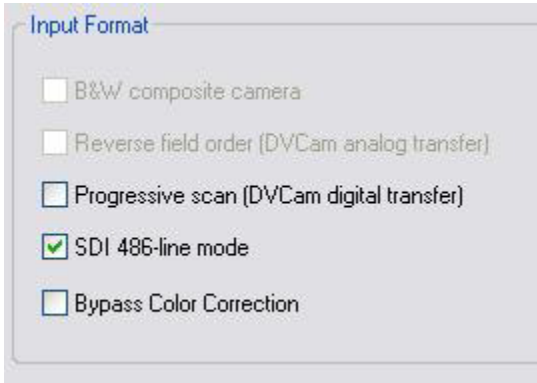 Input Format
B&W composite camera
Reverse field order (DVCam analog transfer)
Progressive scan (DVCam digital transfer)
SDI 486-line mode
Bypass Color Correction